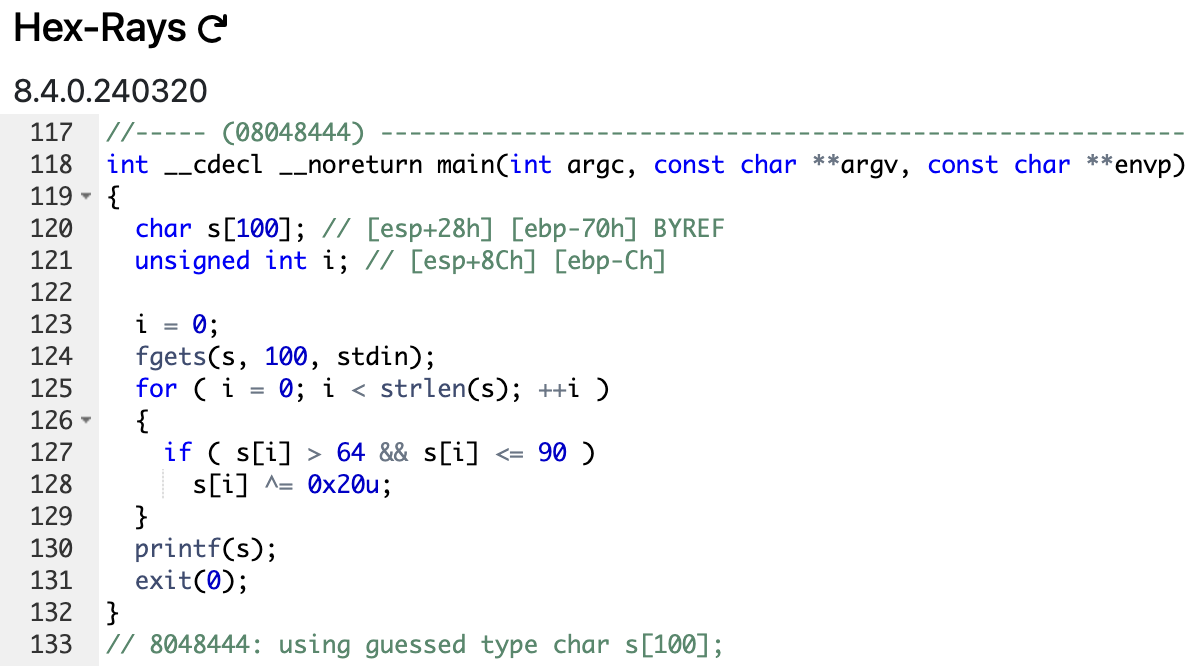 Hex-Rays
8.4.0.240320
117 //----- (08048444) --------------------------------------------------------
118 int __cdecl __noreturn main(int argc, const char **argv, const char **envp)
119 {
120   char s[100]; // [esp+28h] [ebp-70h] BYREF
121   unsigned int i; // [esp+8Ch] [ebp-Ch]
122
123   i = 0;
124   fgets(s, 100, stdin);
125   for ( i = 0; i < strlen(s); ++i )
126   {
127     if ( s[i] > 64 && s[i] <= 90 )
128       s[i] ^= 0x20u;
129   }
130   printf(s);
131   exit(0);
132 }
133 // 8048444: using guessed type char s[100];